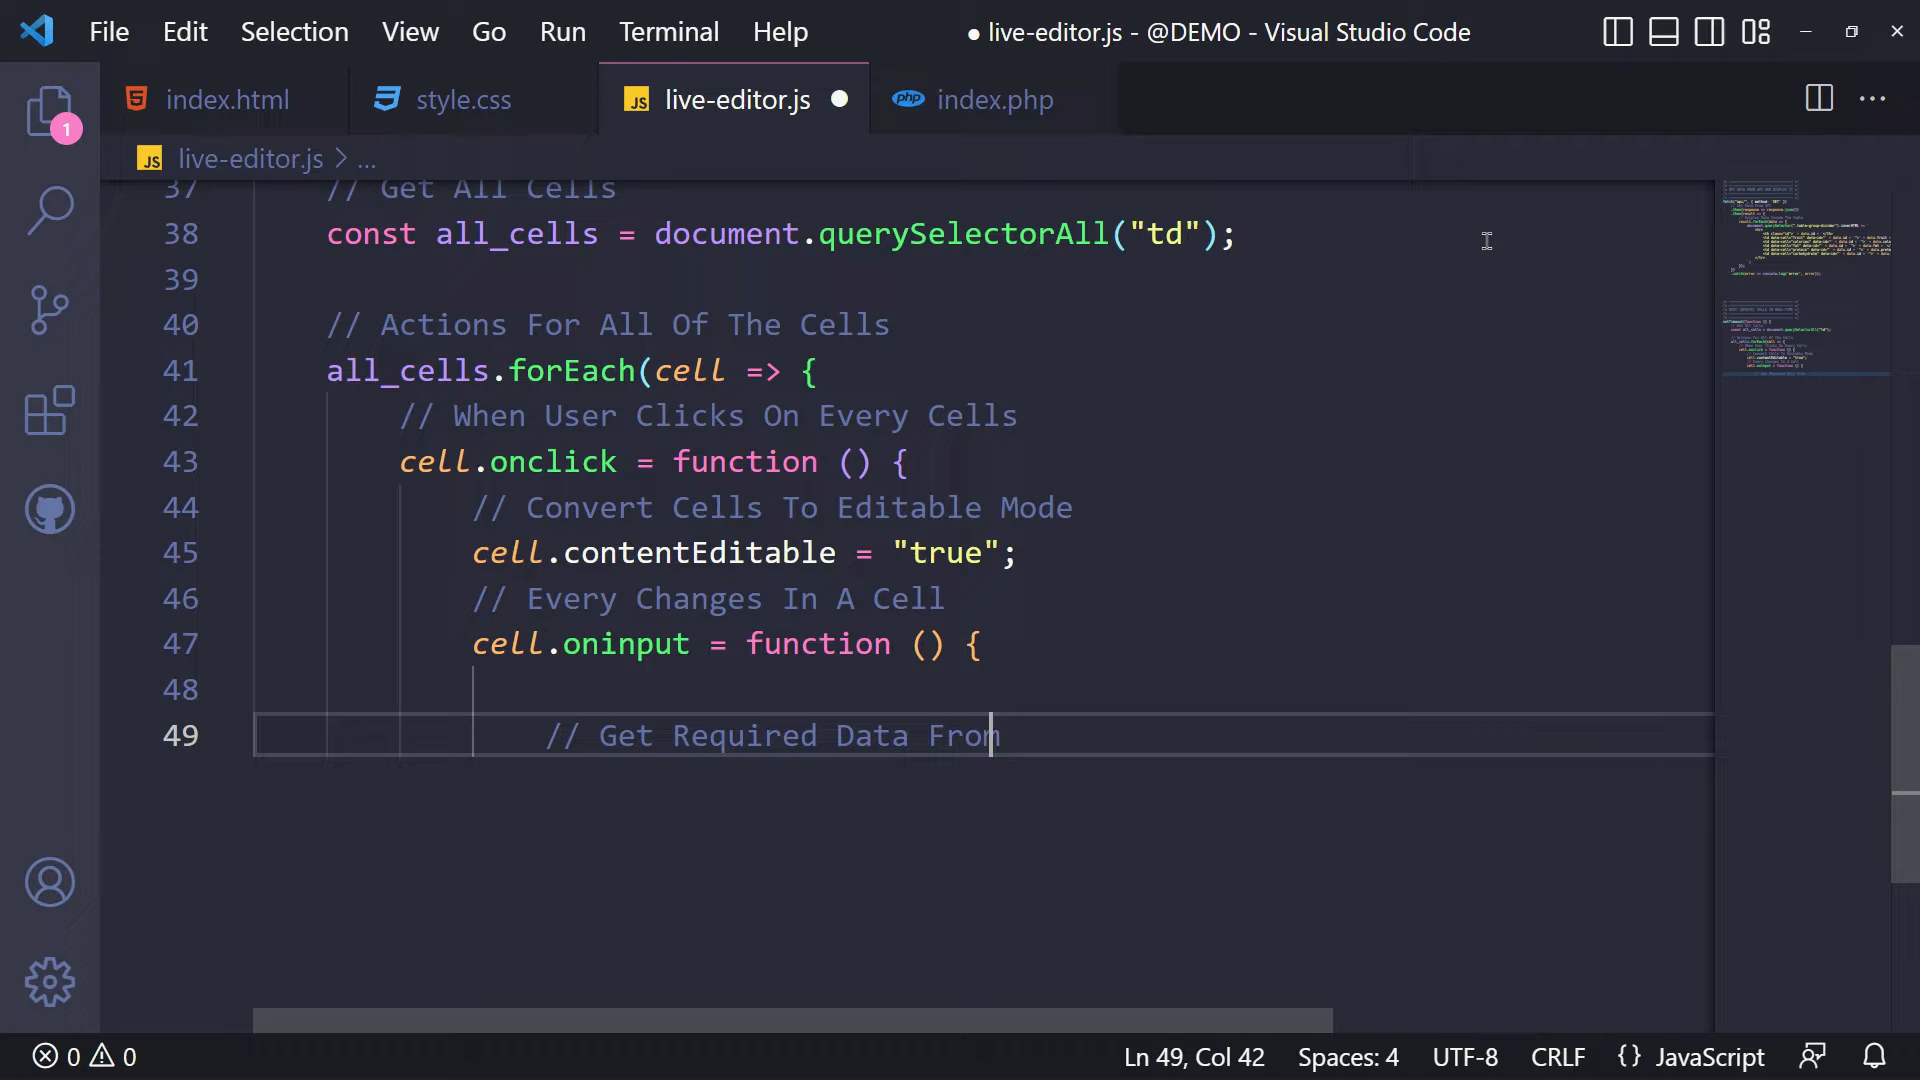 File Edit Selection View Go Run Terminal Help ● live-editor.js - @DEMO - Visual Studio Code
index.html style.css JS live-editor.js php index.php
1
JS live-editor.js > ...
37 // Get All Cells
38 const all_cells = document.querySelectorAll("td");
39
40 // Actions For All Of The Cells
41 all_cells.forEach(cell => {
42 // When User Clicks On Every Cells
43 cell.onclick = function () {
44 // Convert Cells To Editable Mode
45 cell.contentEditable = "true";
46 // Every Changes In A Cell
47 cell.oninput = function () {
48
49 // Get Required Data From
0 0 Ln 49, Col 42 Spaces: 4 UTF-8 CRLF {} JavaScript